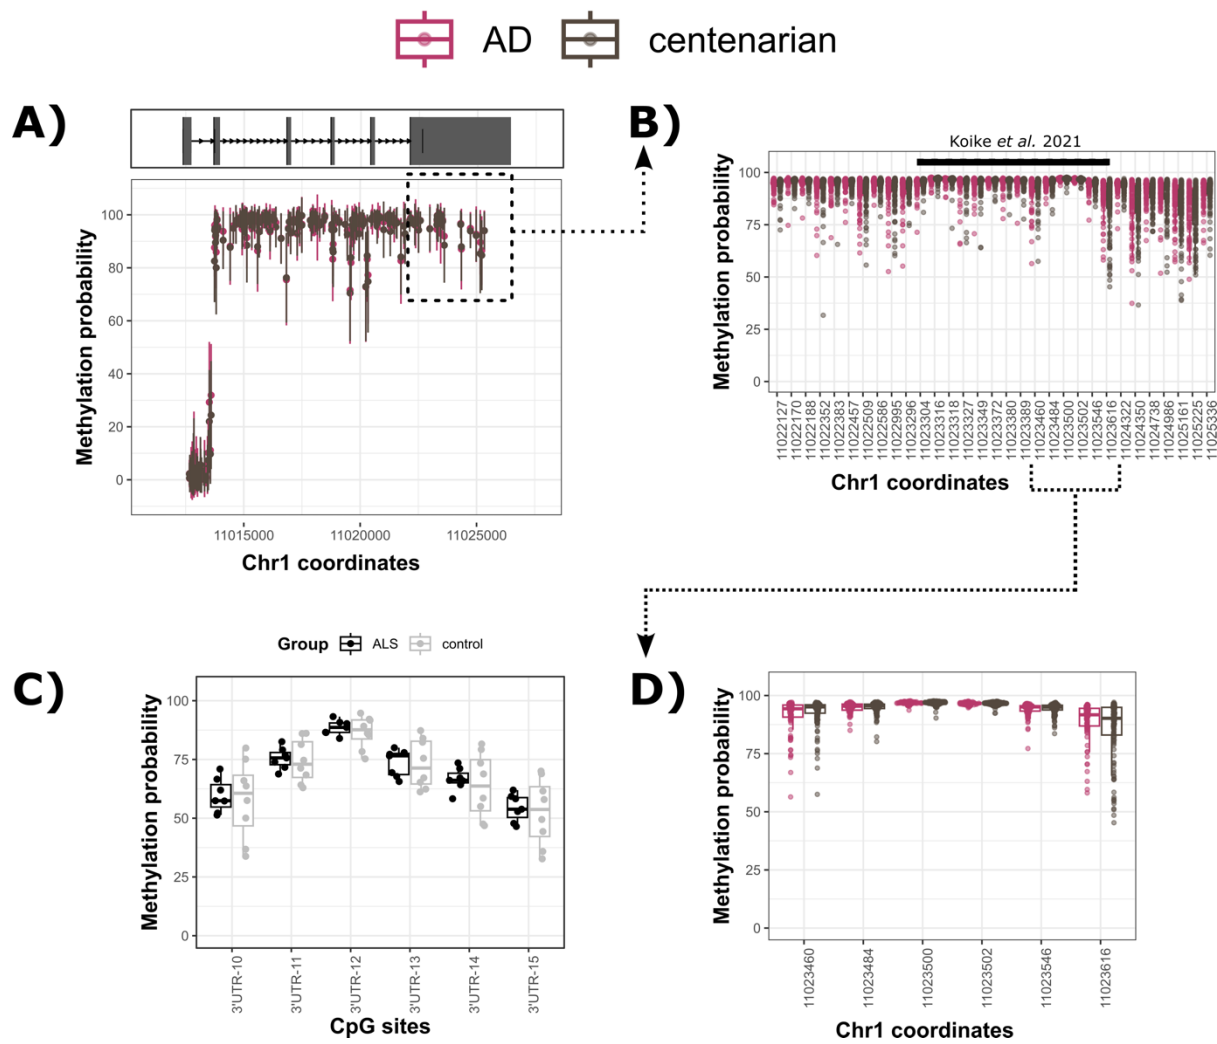 AD centenarian
A)
Methylation probability
100
80
60
40
20
0
11015000 11020000 11025000
Chr1 coordinates
B)
Koike et al. 2021
Methylation probability
100
75
50
25
0
11022127
11022170
11022188
11022352
11022383
11022457
11022509
11022586
11022995
11023296
11023304
11023316
11023318
11023327
11023349
11023372
11023380
11023389
11023460
11023484
11023500
11023502
11023546
11023616
11024322
11024350
11024738
11024986
11025161
11025225
11025336
Chr1 coordinates
C)
Group ALS control
Methylation probability
100
75
50
25
0
3'UTR-10
3'UTR-11
3'UTR-12
3'UTR-13
3'UTR-14
3'UTR-15
CpG sites
D)
Methylation probability
100
75
50
25
0
11023460
11023484
11023500
11023502
11023546
11023616
Chr1 coordinates